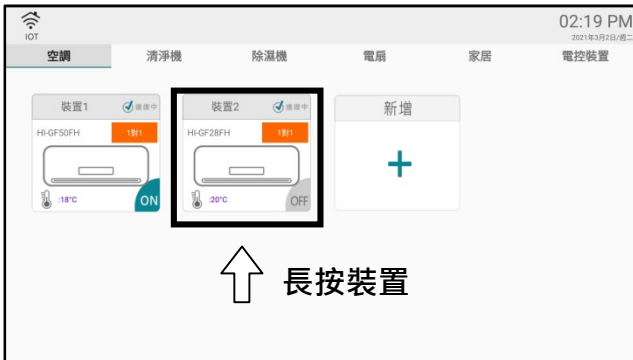 IOT
02:19 PM
2021年3月2日/週二
空調 清淨機 除濕機 電扇 家居 電控裝置
裝置1 連線中 裝置2 連線中 新增
HI-GF50FH 1對1 HI-GF28FH 1對1
:18°C ON :20°C OFF
長按裝置